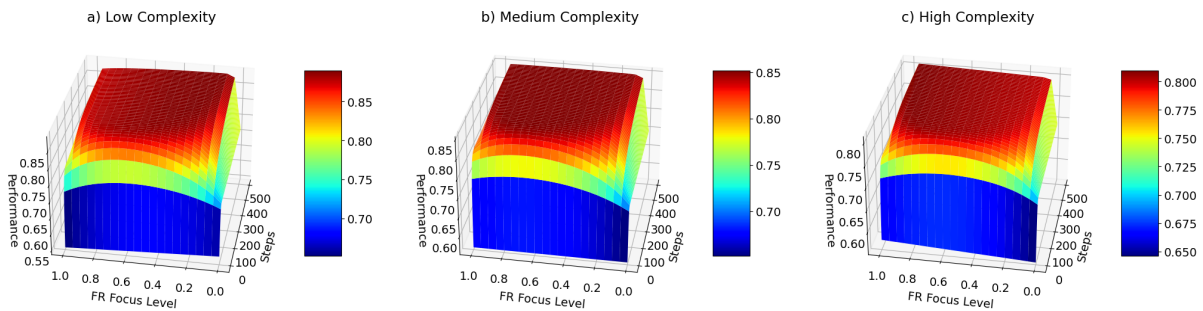 a) Low Complexity
0.85
0.80
0.75
0.70
0.85
0.80
0.75
0.70
0.65
0.60
0.55
Performance
1.0 0.8 0.6 0.4 0.2 0.0
FR Focus Level
0 100 200 300 400 500
Steps
b) Medium Complexity
0.85
0.80
0.75
0.70
0.85
0.80
0.75
0.70
0.65
0.60
Performance
1.0 0.8 0.6 0.4 0.2 0.0
FR Focus Level
0 100 200 300 400 500
Steps
c) High Complexity
0.800
0.775
0.750
0.725
0.700
0.675
0.650
0.80
0.75
0.70
0.65
0.60
Performance
1.0 0.8 0.6 0.4 0.2 0.0
FR Focus Level
0 100 200 300 400 500
Steps